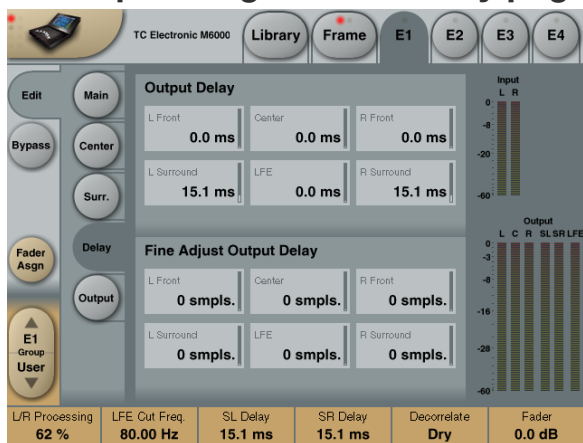 TC Electronic M6000
Library
Frame
E1
E2
E3
E4
Edit
Bypass
Fader
Asgn
E1
Group
User
Main
Center
Surr.
Delay
Output
Output Delay
L Front
0.0 ms
Center
0.0 ms
R Front
0.0 ms
L Surround
15.1 ms
LFE
0.0 ms
R Surround
15.1 ms
Fine Adjust Output Delay
L Front
0 smpls.
Center
0 smpls.
R Front
0 smpls.
L Surround
0 smpls.
LFE
0 smpls.
R Surround
0 smpls.
Input
L R
0
-8
-20
-60
Output
L C R SL SR LFE
0
-3
-8
-16
-28
-60
L/R Processing
62 %
LFE Cut Freq.
80.00 Hz
SL Delay
15.1 ms
SR Delay
15.1 ms
Decorrelate
Dry
Fader
0.0 dB